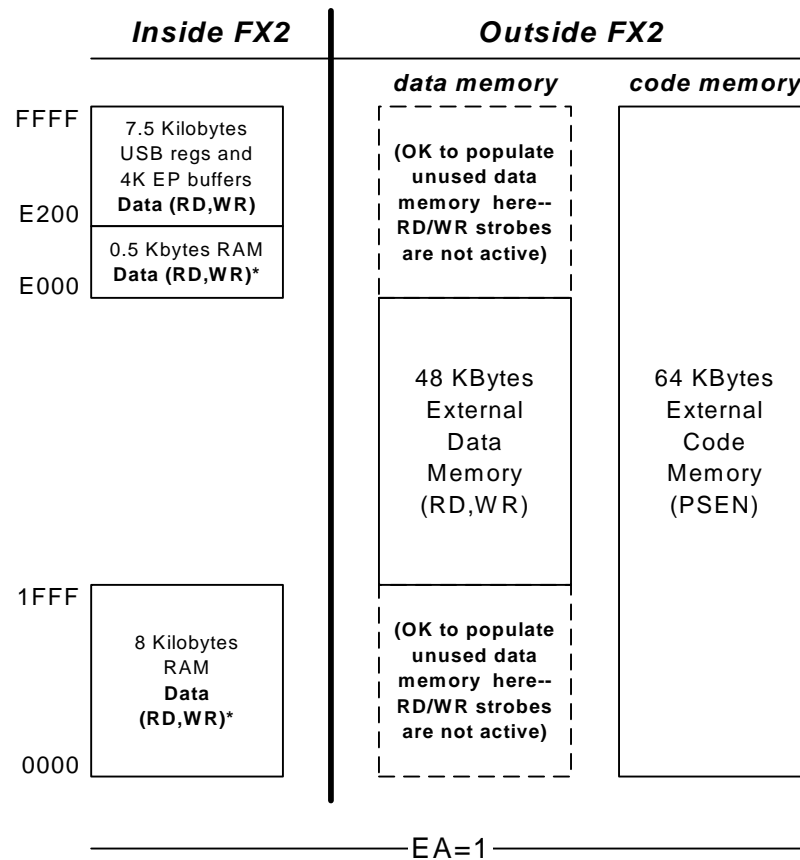 Inside FX2
Outside FX2
data memory
code memory
FFFF
7.5 Kilobytes
USB regs and
4K EP buffers
Data (RD,WR)
E200
0.5 Kbytes RAM
Data (RD,WR)*
E000
(OK to populate
unused data
memory here--
RD/WR strobes
are not active)
48 KBytes
External
Data
Memory
(RD,WR)
64 KBytes
External
Code
Memory
(PSEN)
1FFF
8 Kilobytes
RAM
Data
(RD,WR)*
0000
(OK to populate
unused data
memory here--
RD/WR strobes
are not active)
EA=1